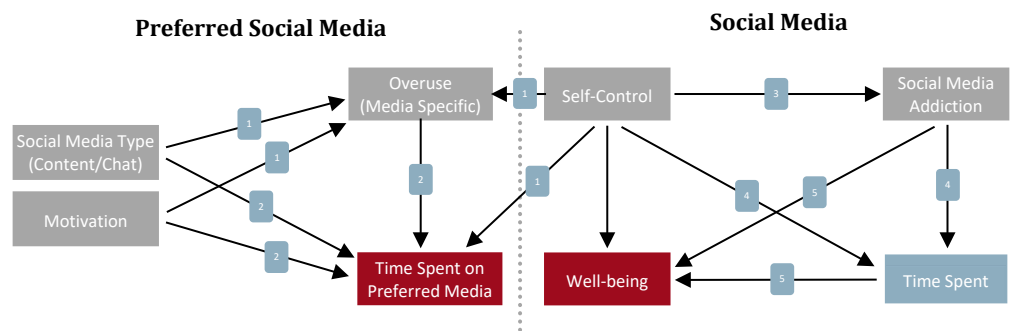 Preferred Social Media
Social Media
Overuse
(Media Specific)
1
Self-Control
3
Social Media
Addiction
1
Social Media Type
(Content/Chat)
1
2
1
4
5
4
Motivation
2
2
Time Spent on
Preferred Media
Well-being
5
Time Spent